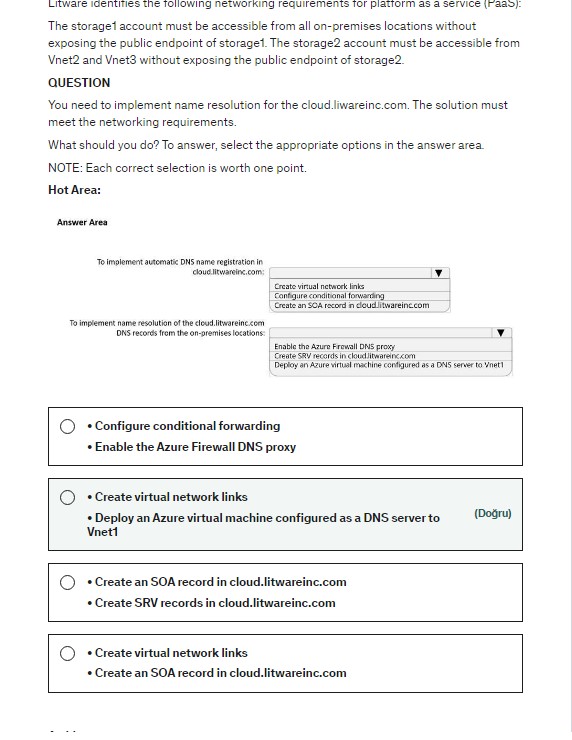 Litware identifies the following networking requirements for platform as a service (PaaS):
The storage1 account must be accessible from all on-premises locations without
exposing the public endpoint of storage1. The storage2 account must be accessible from
Vnet2 and Vnet3 without exposing the public endpoint of storage2.
QUESTION
You need to implement name resolution for the cloud.liwareinc.com. The solution must
meet the networking requirements.
What should you do? To answer, select the appropriate options in the answer area.
NOTE: Each correct selection is worth one point.
Hot Area:
Answer Area
To implement automatic DNS name registration in
cloud.litwareinc.com:
Create virtual network links
Configure conditional forwarding
Create an SOA record in cloud.litwareinc.com
To implement name resolution of the cloud.litwareinc.com
DNS records from the on-premises locations:
Enable the Azure Firewall DNS proxy
Create SRV records in cloud.litwareinc.com
Deploy an Azure virtual machine configured as a DNS server to Vnet1
• Configure conditional forwarding
• Enable the Azure Firewall DNS proxy
• Create virtual network links
• Deploy an Azure virtual machine configured as a DNS server to
Vnet1
(Doğru)
• Create an SOA record in cloud.litwareinc.com
• Create SRV records in cloud.litwareinc.com
• Create virtual network links
• Create an SOA record in cloud.litwareinc.com